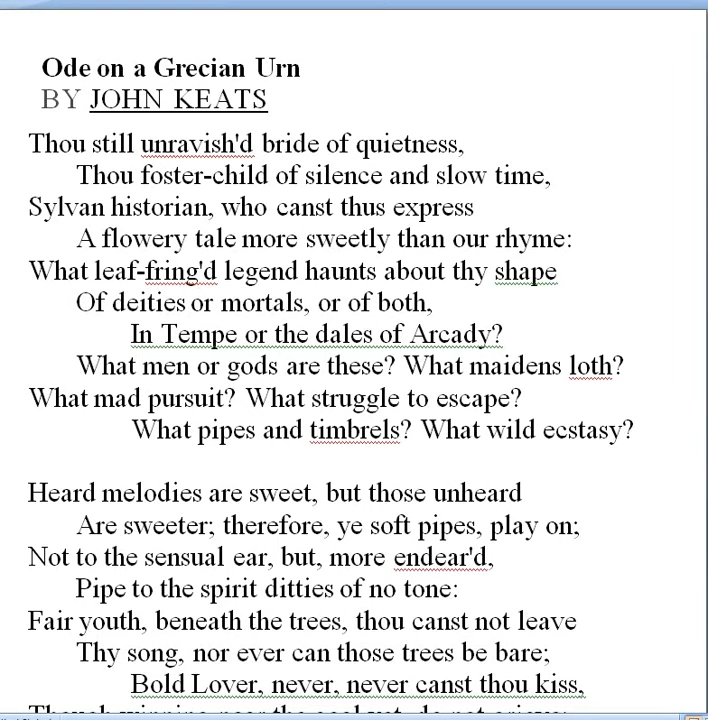 Ode on a Grecian Urn
BY JOHN KEATS
Thou still unravish'd bride of quietness,
Thou foster-child of silence and slow time,
Sylvan historian, who canst thus express
A flowery tale more sweetly than our rhyme:
What leaf-fring'd legend haunts about thy shape
Of deities or mortals, or of both,
In Tempe or the dales of Arcady?
What men or gods are these? What maidens loth?
What mad pursuit? What struggle to escape?
What pipes and timbrels? What wild ecstasy?
Heard melodies are sweet, but those unheard
Are sweeter; therefore, ye soft pipes, play on;
Not to the sensual ear, but, more endear'd,
Pipe to the spirit ditties of no tone:
Fair youth, beneath the trees, thou canst not leave
Thy song, nor ever can those trees be bare;
Bold Lover, never, never canst thou kiss,